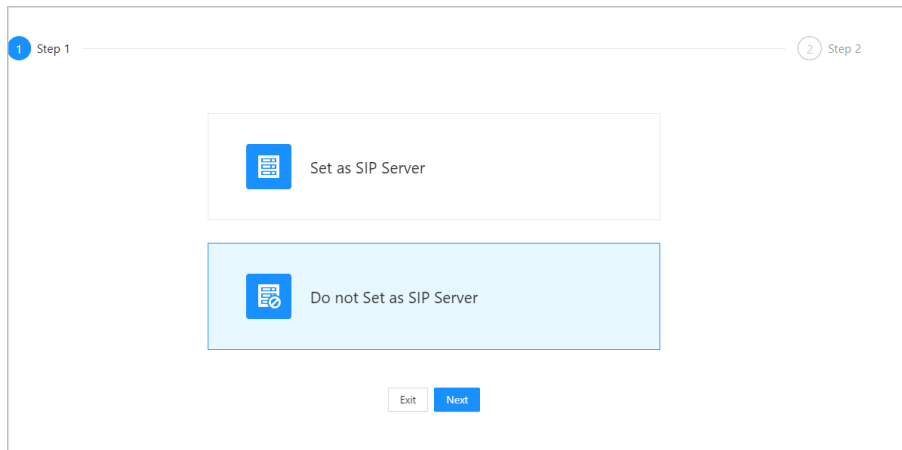 1 Step 1
2 Step 2
Set as SIP Server
Do not Set as SIP Server
Exit Next